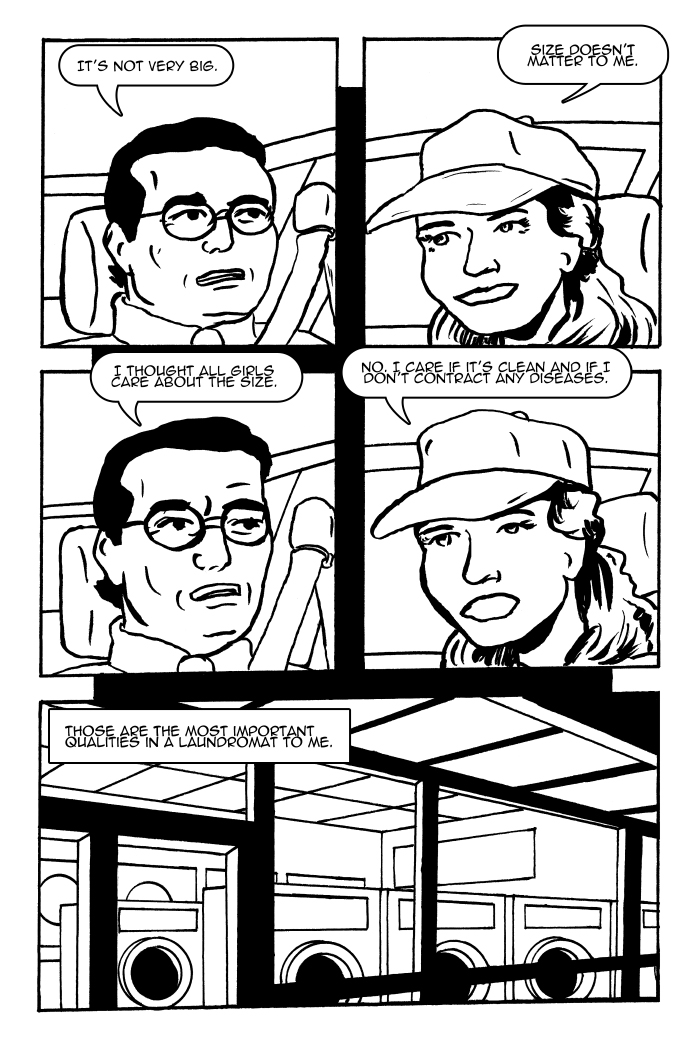 IT'S NOT VERY BIG.
SIZE DOESN'T
MATTER TO ME.
I THOUGHT ALL GIRLS
CARE ABOUT THE SIZE.
NO. I CARE IF IT'S CLEAN AND IF I
DON'T CONTRACT ANY DISEASES.
THOSE ARE THE MOST IMPORTANT
QUALITIES IN A LAUNDROMAT TO ME.